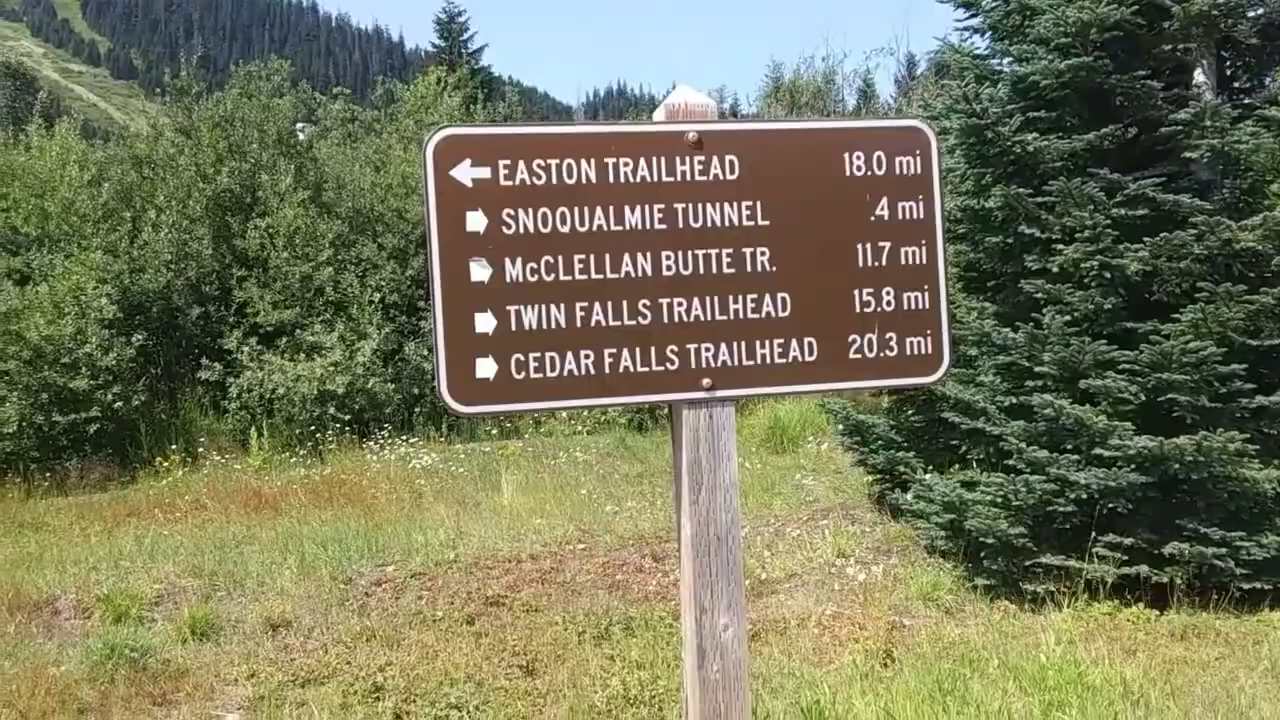 EASTON TRAILHEAD 18.0 mi
SNOQUALMIE TUNNEL .4 mi
McCLELLAN BUTTE TR. 11.7 mi
TWIN FALLS TRAILHEAD 15.8 mi
CEDAR FALLS TRAILHEAD 20.3 mi